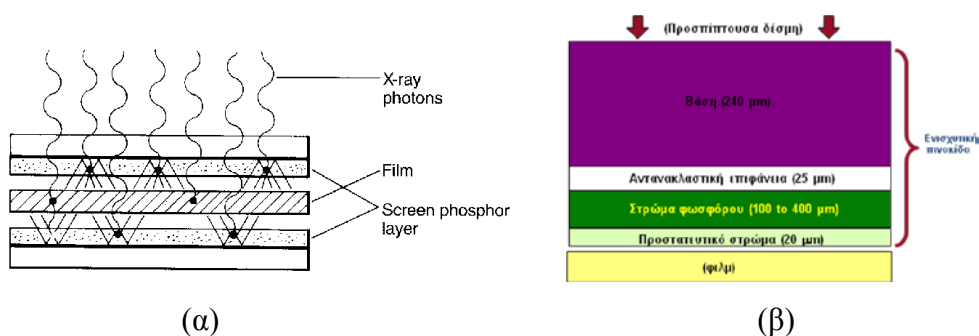 X-ray
photons
Film
Screen phosphor
layer
(α)
(Προσπίπτουσα δέσμη)
Βάση (240 μm)
Αντανακλαστική επιφάνεια (25 μm)
Στρώμα φωσφόρου (100 to 400 μm)
Προστατευτικό στρώμα (20 μm)
(φιλμ)
Ενισχυτική
πινακίδα
(β)